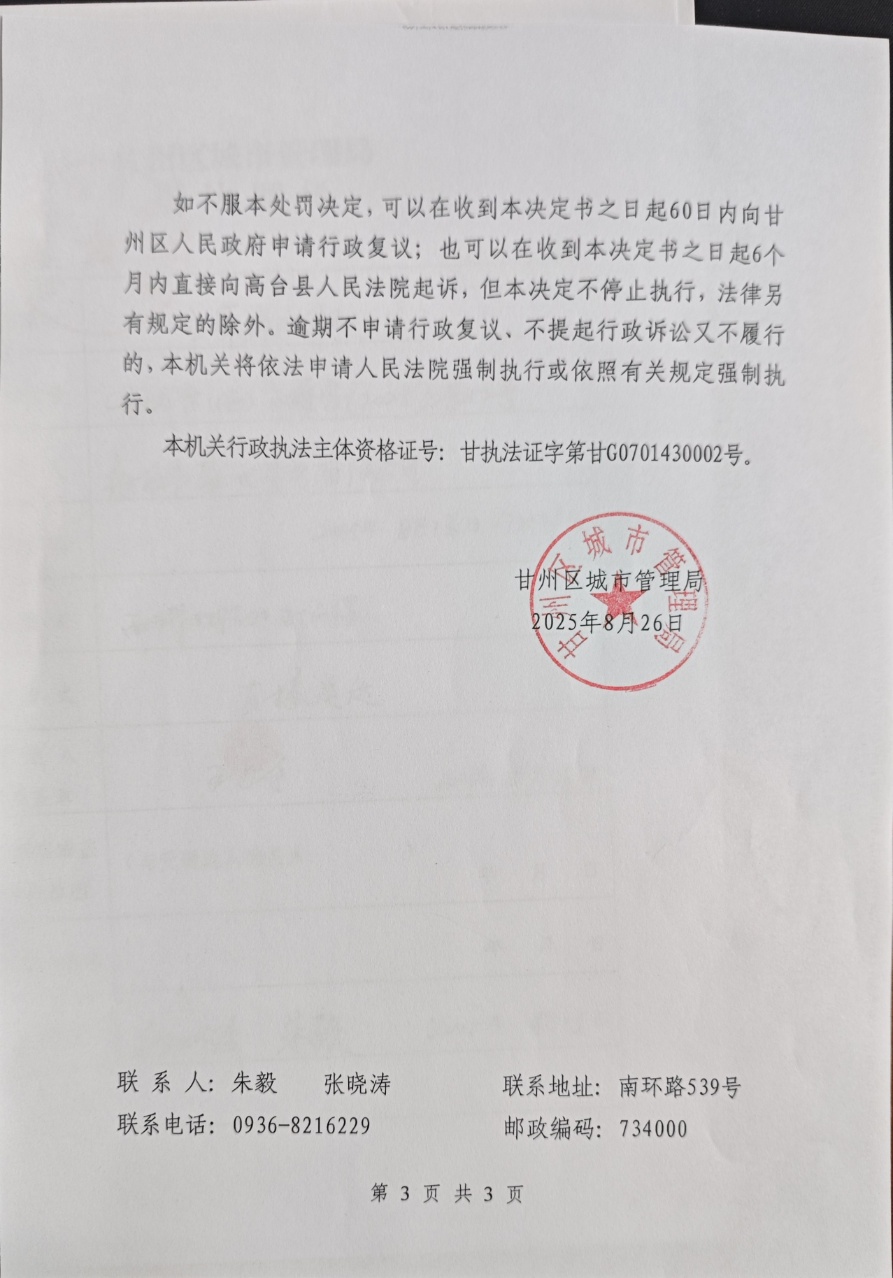 如不服本处罚决定，可以在收到本决定书之日起60日内向甘
州区人民政府申请行政复议；也可以在收到本决定书之日起6个
月内直接向高台县人民法院起诉，但本决定不停止执行，法律另
有规定的除外。逾期不申请行政复议、不提起行政诉讼又不履行
的，本机关将依法申请人民法院强制执行或依照有关规定强制执
行。
本机关行政执法主体资格证号：甘执法证字第甘G0701430002号。
甘州区城市管理局
甘州区城市管理局
2025年8月26日
联 系 人：朱毅 张晓涛
联系地址：南环路539号
联系电话：0936-8216229
邮政编码：734000
第 3 页 共 3 页